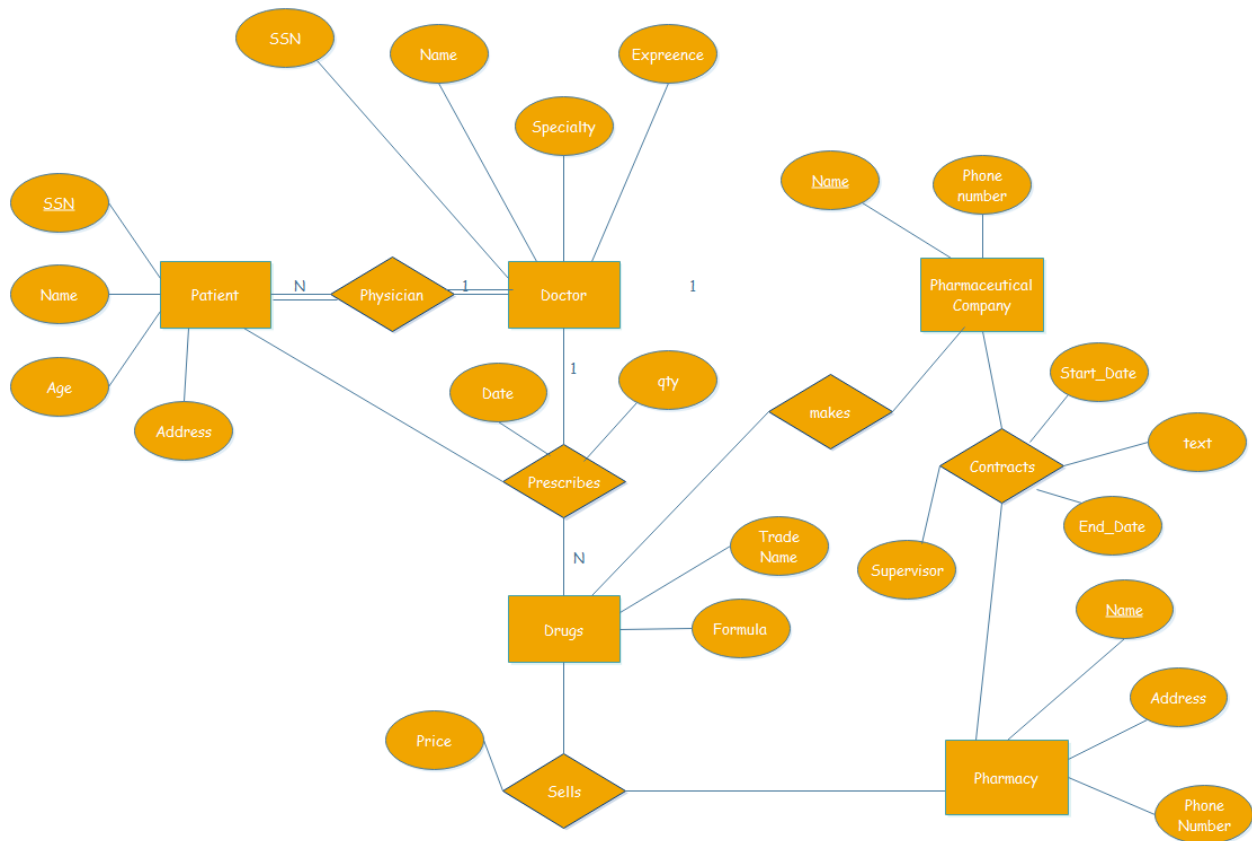 SSN
Name
Expreence
Specialty
Name
Phone
number
SSN
Name
Patient
N
Physician
1
Doctor
1
Pharmaceutical
Company
Age
Address
1
Date
qty
makes
Start_Date
text
Prescribes
Contracts
End_Date
Supervisor
N
Trade
Name
Drugs
Formula
Name
Address
Price
Sells
Pharmacy
Phone
Number